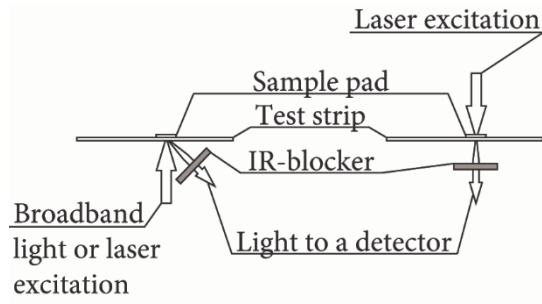 Laser excitation
Sample pad
Test strip
IR-blocker
Broadband
light or laser
excitation
Light to a detector